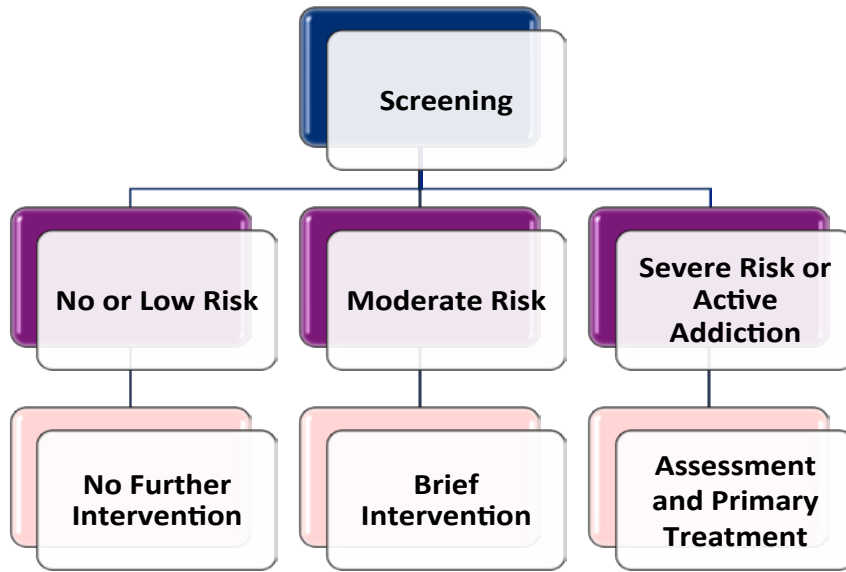 Screening
No or Low Risk
Moderate Risk
Severe Risk or
Active
Addiction
No Further
Intervention
Brief
Intervention
Assessment
and Primary
Treatment